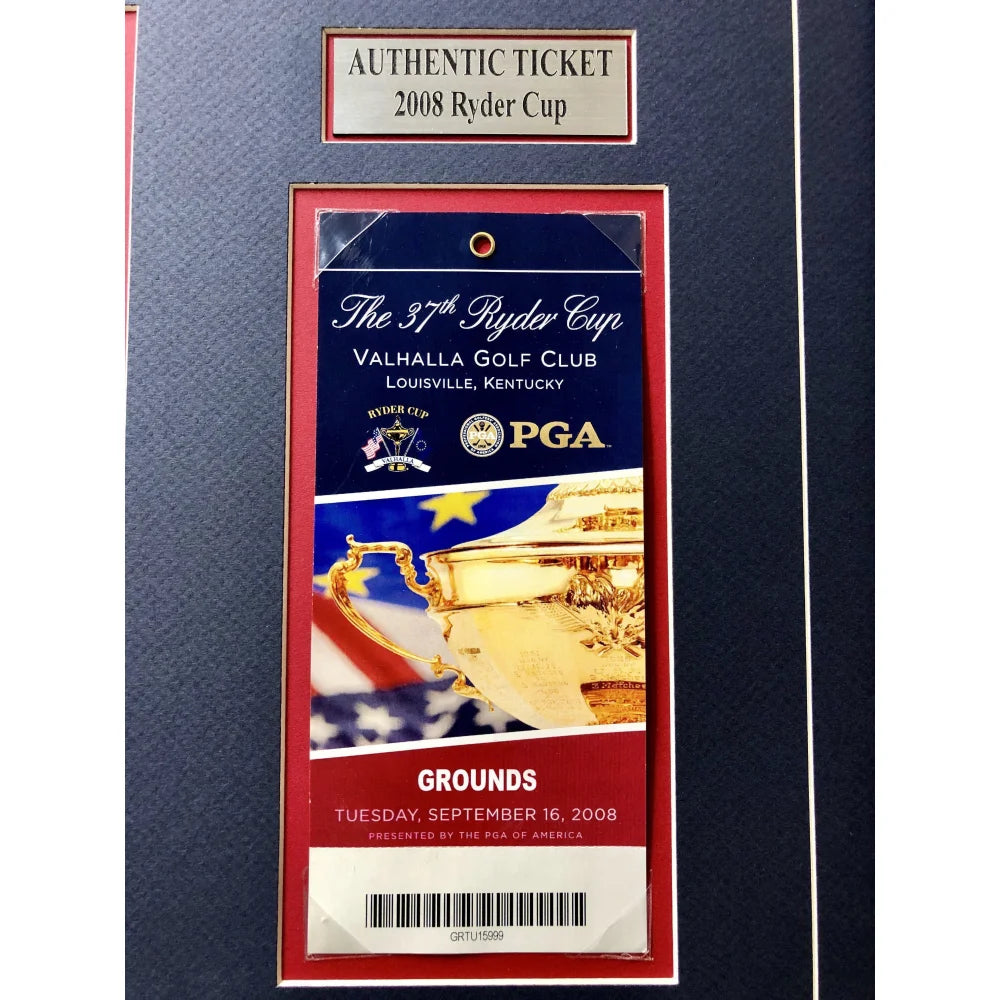 AUTHENTIC TICKET
2008 Ryder Cup
The 37th Ryder Cup
VALHALLA GOLF CLUB
LOUISVILLE, KENTUCKY
RYDER CUP
VALHALLA
PGA
PGA™
GROUNDS
TUESDAY, SEPTEMBER 16, 2008
PRESENTED BY THE PGA OF AMERICA
GRTU15999